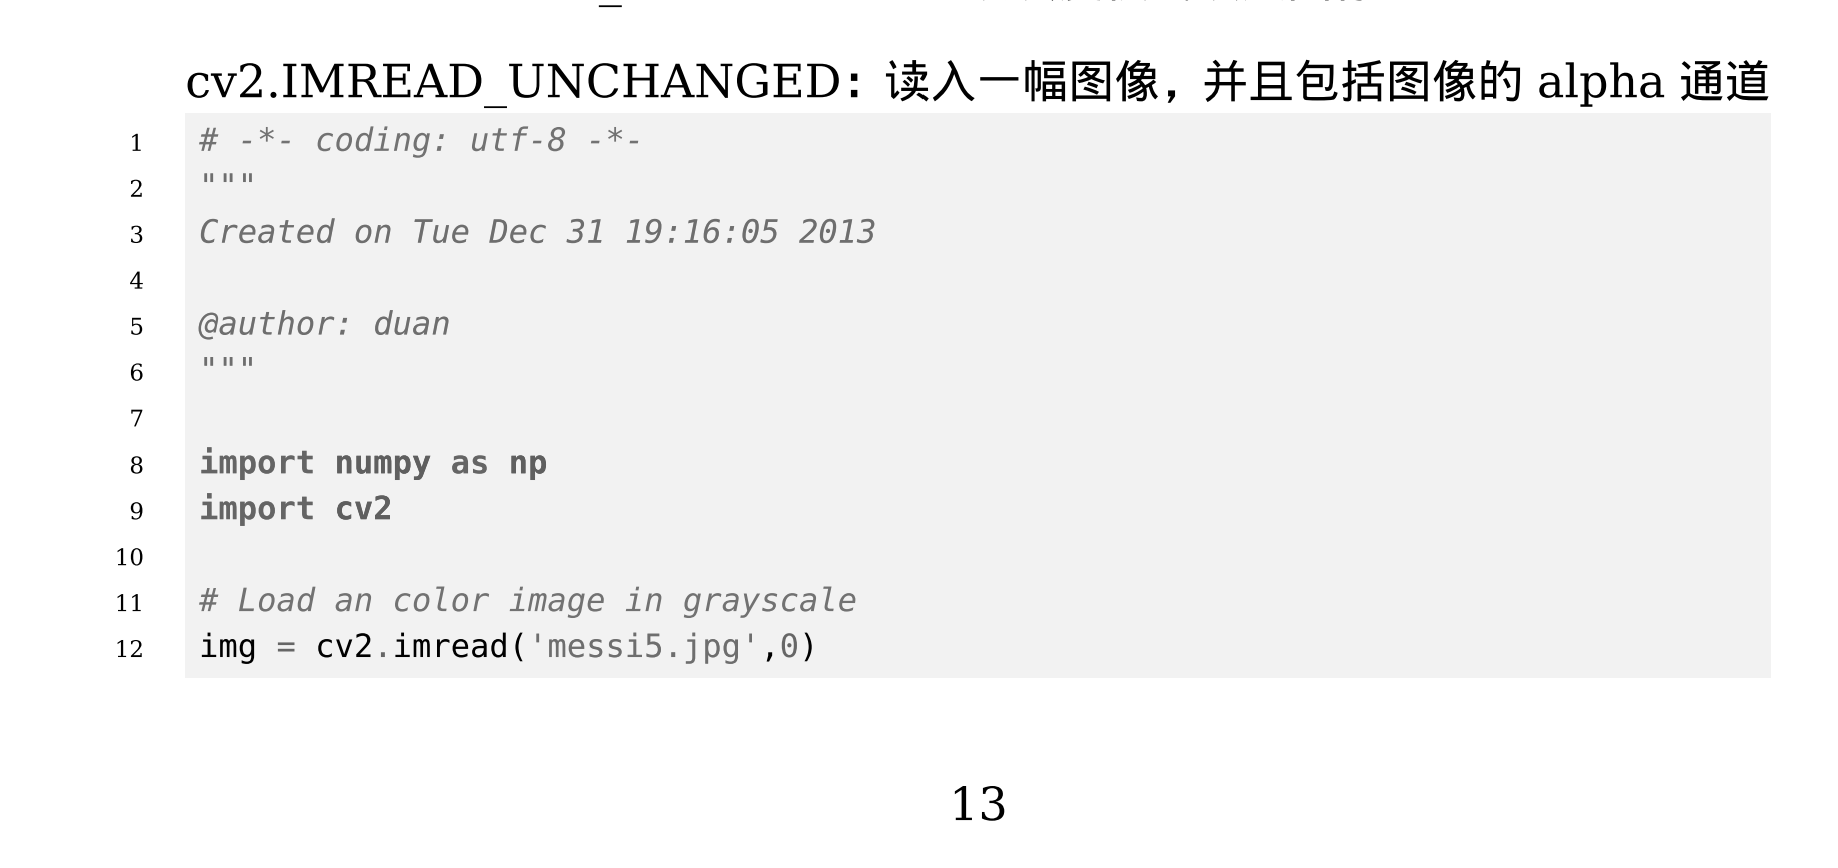 cv2.IMREAD_UNCHANGED：读入一幅图像，并且包括图像的 alpha 通道
1 # -*- coding: utf-8 -*-
2 """
3 Created on Tue Dec 31 19:16:05 2013
4
5 @author: duan
6 """
7
8 import numpy as np
9 import cv2
10
11 # Load an color image in grayscale
12 img = cv2.imread('messi5.jpg',0)
13